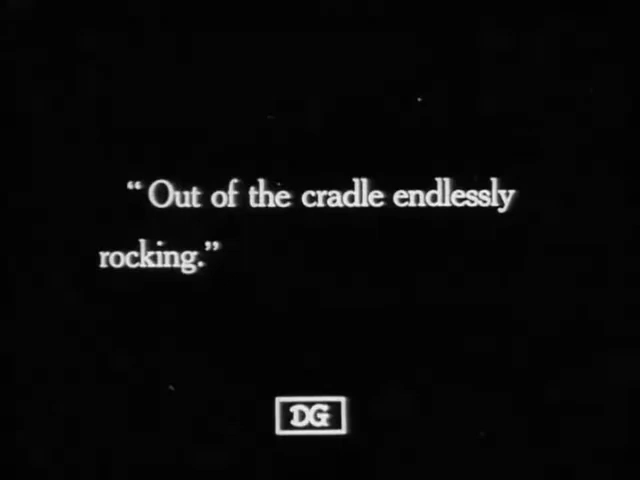 “Out of the cradle endlessly
rocking.”
DG